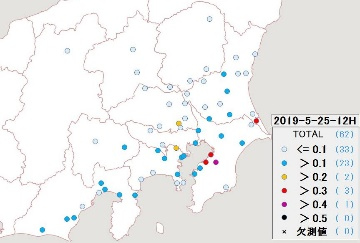 2019-5-25-12H
TOTAL (62)
<= 0.1 (33)
> 0.1 (23)
> 0.2 ( 2)
> 0.3 ( 3)
> 0.4 ( 1)
> 0.5 ( 0)
× 欠測値 ( 0)